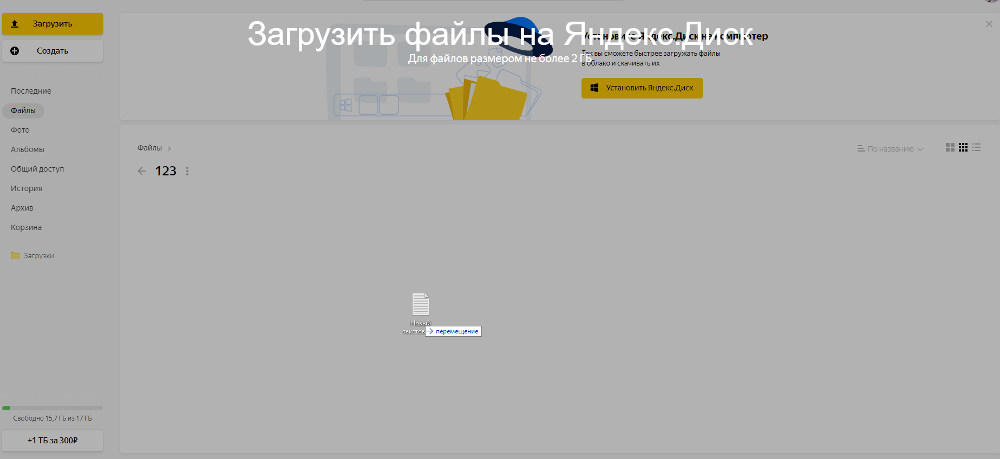 Загрузить
Создать
Последние
Файлы
Фото
Альбомы
Общий доступ
История
Архив
Корзина
Загрузки
Свободно 15,7 ГБ из 17 ГБ
+1 ТБ за 300₽
Загрузить файлы на Яндекс.Диск
Для файлов размером не более 2 ГБ
Установите Яндекс.Диск на компьютер
Так вы сможете быстрее загружать файлы
в облако и скачивать их
Установить Яндекс.Диск
Файлы
По названию
123
Новый
перемещение